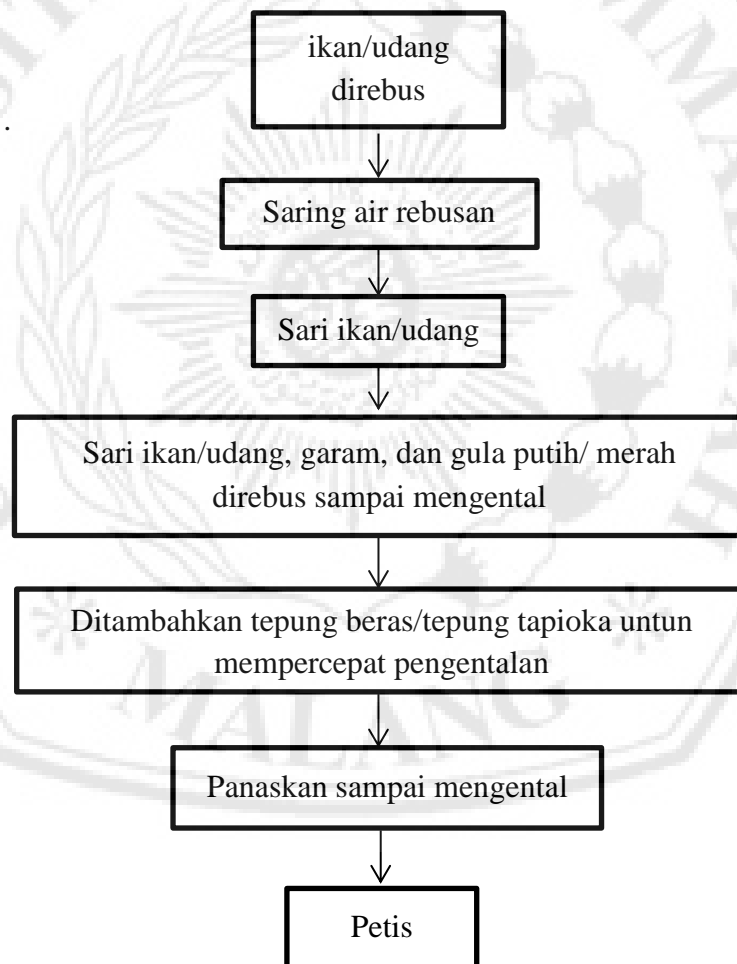 ikan/udang
direbus
.
Saring air rebusan
Sari ikan/udang
Sari ikan/udang, garam, dan gula putih/ merah
direbus sampai mengental
Ditambahkan tepung beras/tepung tapioka untun
mempercepat pengentalan
MALANG
Panaskan sampai mengental
Petis